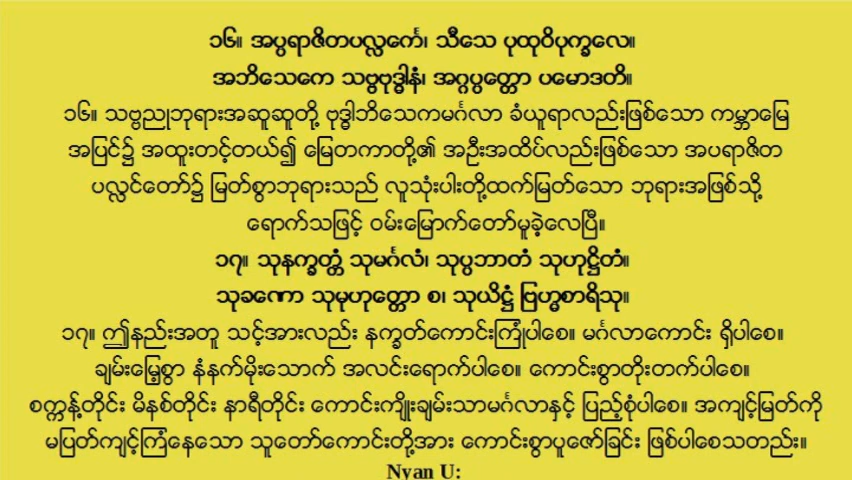 ၁၆။ အပ္ပရာဇိတပလ္လင်္ကေ၊ သီသေ ပုထုဝိပုက္ခလေ။
အဘိသေကေ သဗ္ဗဗုဒ္ဓါနံ၊ အဂ္ဂပ္ပတ္တော ပမောဒတိ။
၁၆။ သဗ္ဗညုဘုရားအဆူဆူတို့ ဗုဒ္ဓါဘိသေကမင်္ဂလာ ခံယူရာလည်းဖြစ်သော ကမ္ဘာမြေ
အပြင်၌ အထူးတင့်တယ်၍ မြေတကာတို့၏ အဦးအထိပ်လည်းဖြစ်သော အပရာဇိတ
ပလ္လင်တော်၌ မြတ်စွာဘုရားသည် လူသုံးပါးတို့ထက်မြတ်သော ဘုရားအဖြစ်သို့
ရောက်သဖြင့် ဝမ်းမြောက်တော်မူခဲ့လေပြီ။
၁၇။ သုနက္ခတ္တံ သုမင်္ဂလံ၊ သုပ္ပဘာတံ သုဟုဋ္ဌိတံ။
သုခဏော သုမုဟုတ္တော စ၊ သုယိဋ္ဌံ ဗြဟ္မစာရိသု။
၁၇။ ဤနည်းအတူ သင့်အားလည်း နက္ခတ်ကောင်းကြုံပါစေ။ မင်္ဂလာကောင်း ရှိပါစေ။
ချမ်းမြေ့စွာ နံနက်မိုးသောက် အလင်းရောက်ပါစေ။ ကောင်းစွာတိုးတက်ပါစေ။
စက္ကန့်တိုင်း မိနစ်တိုင်း နာရီတိုင်း ကောင်းကျိုးချမ်းသာမင်္ဂလာနှင့် ပြည့်စုံပါစေ။ အကျင့်မြတ်ကို
မပြတ်ကျင့်ကြံနေသော သူတော်ကောင်းတို့အား ကောင်းစွာပူဇော်ခြင်း ဖြစ်ပါစေသတည်း။
Nyan U: